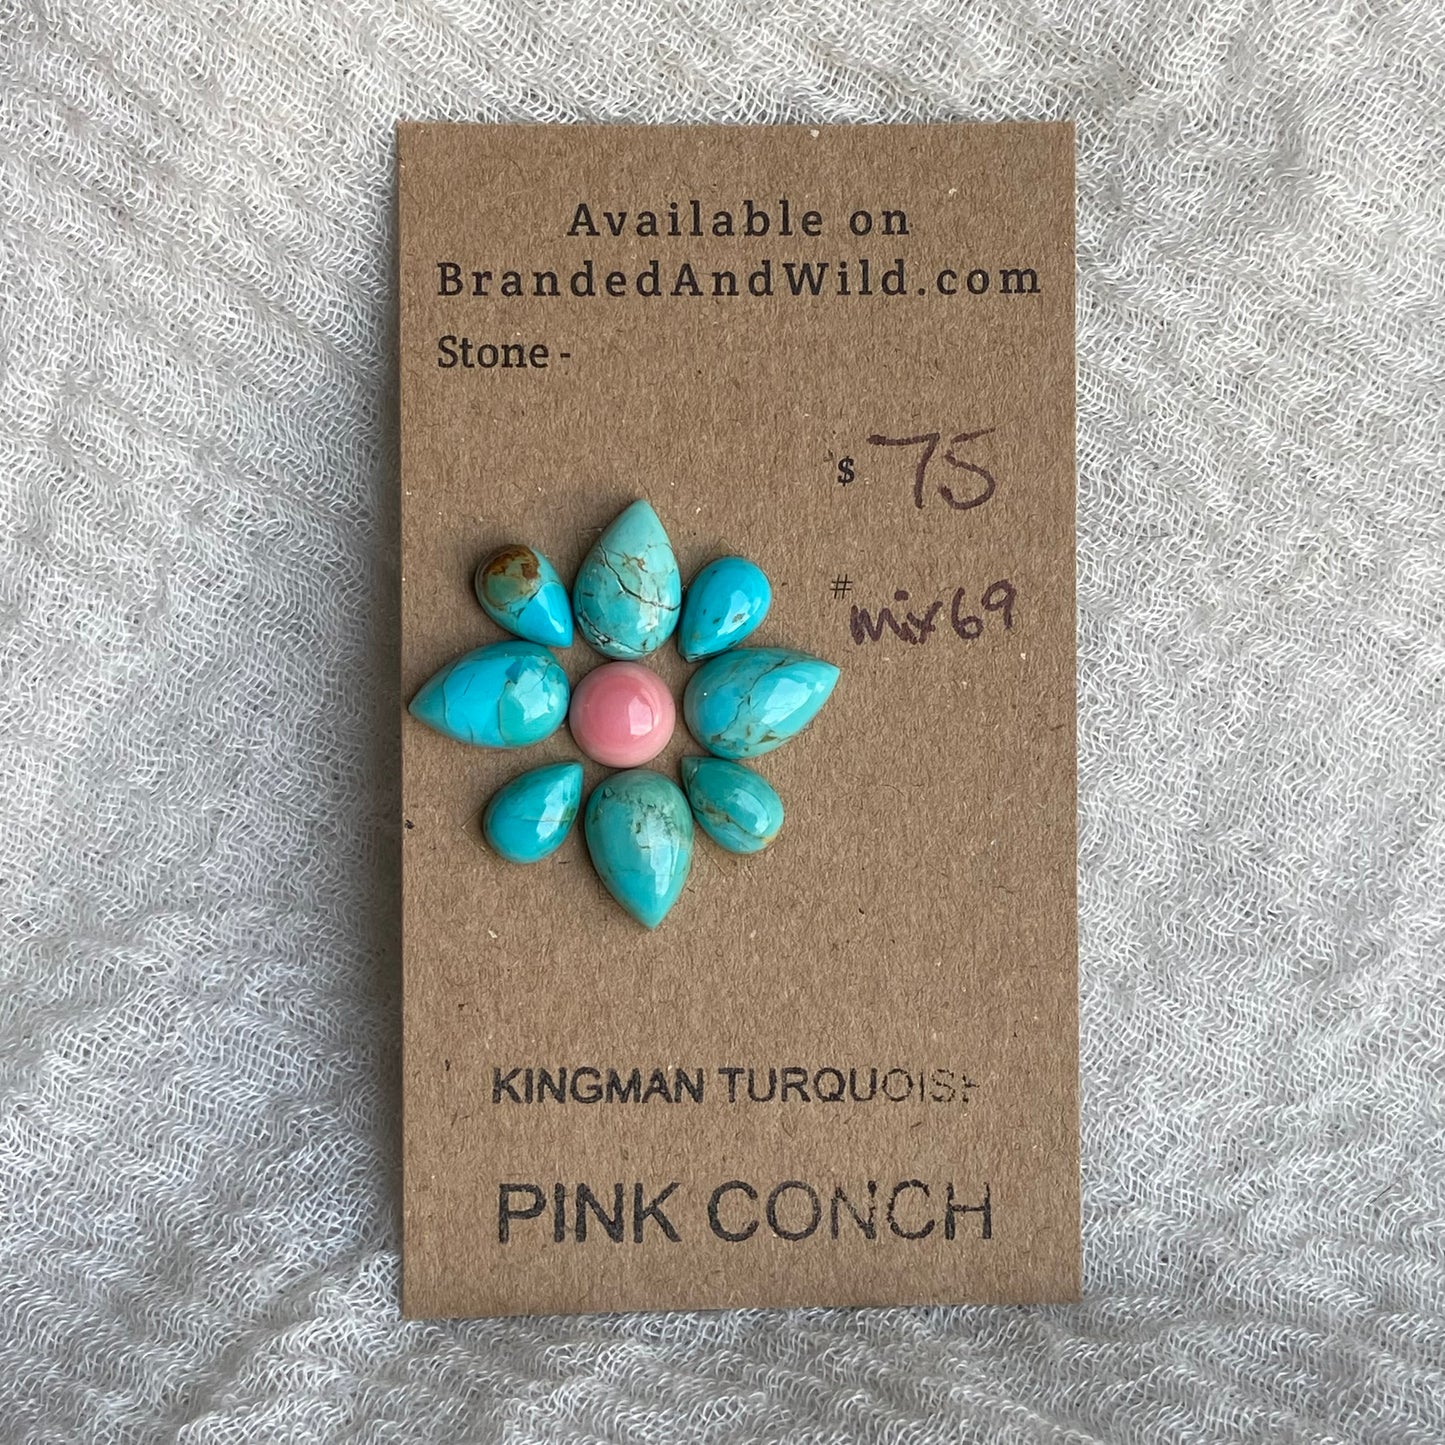 Available on
BrandedAndWild.com
Stone -
$ 75
# mix69
KINGMAN TURQUOISE
PINK CONCH